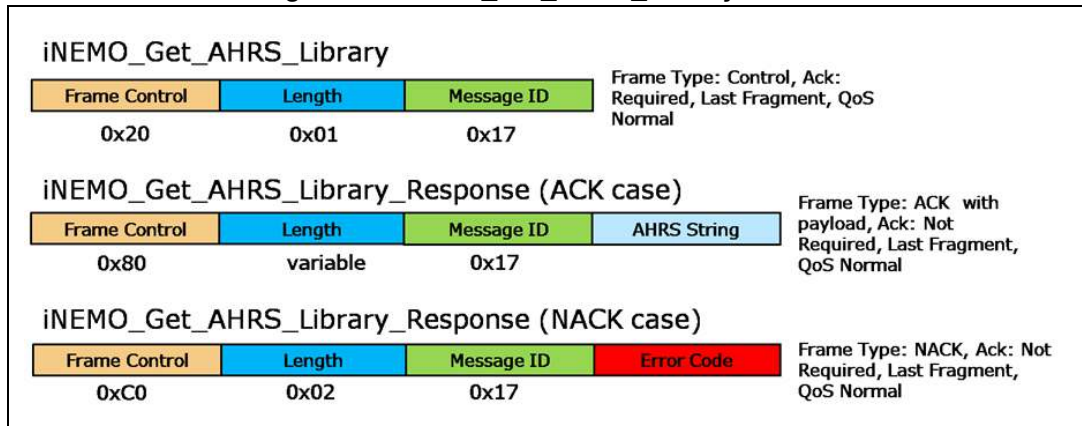 iNEMO_Get_AHRS_Library
Frame Control Length Message ID
0x20 0x01 0x17
Frame Type: Control, Ack:
Required, Last Fragment, QoS
Normal
iNEMO_Get_AHRS_Library_Response (ACK case)
Frame Control Length Message ID AHRS String
0x80 variable 0x17
Frame Type: ACK with
payload, Ack: Not
Required, Last Fragment,
QoS Normal
iNEMO_Get_AHRS_Library_Response (NACK case)
Frame Control Length Message ID Error Code
0xC0 0x02 0x17
Frame Type: NACK, Ack: Not
Required, Last Fragment,
QoS Normal